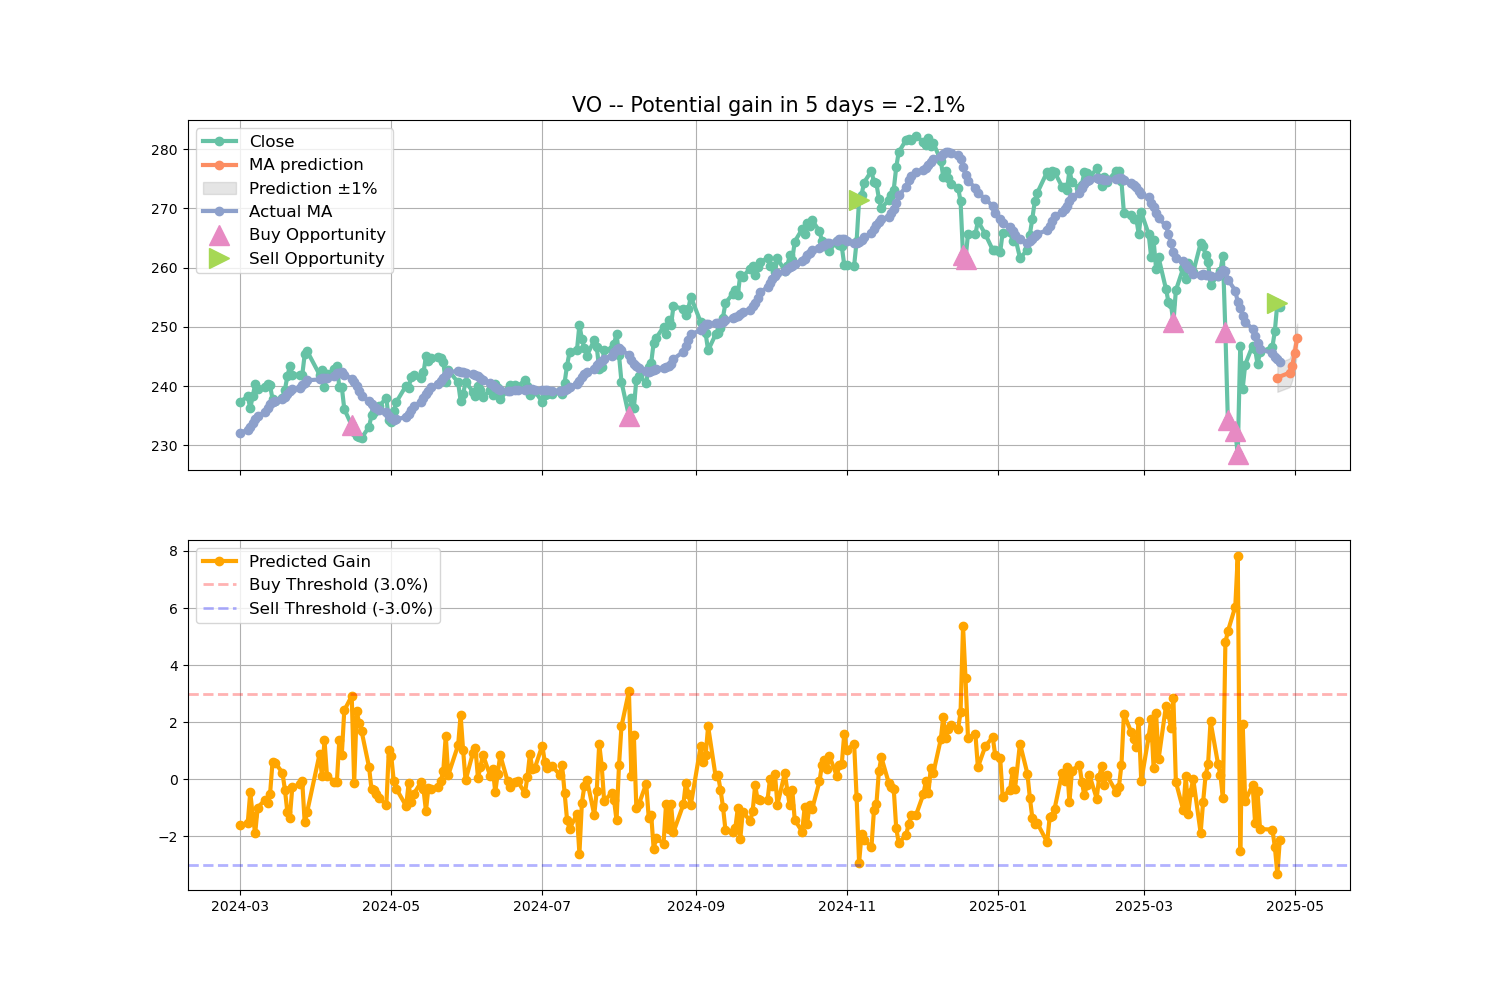 VO -- Potential gain in 5 days = -2.1%
Close
MA prediction
Prediction ±1%
Actual MA
Buy Opportunity
Sell Opportunity
280
270
260
250
240
230
Predicted Gain
Buy Threshold (3.0%)
Sell Threshold (-3.0%)
8
6
4
2
0
−2
2024-03 2024-05 2024-07 2024-09 2024-11 2025-01 2025-03 2025-05